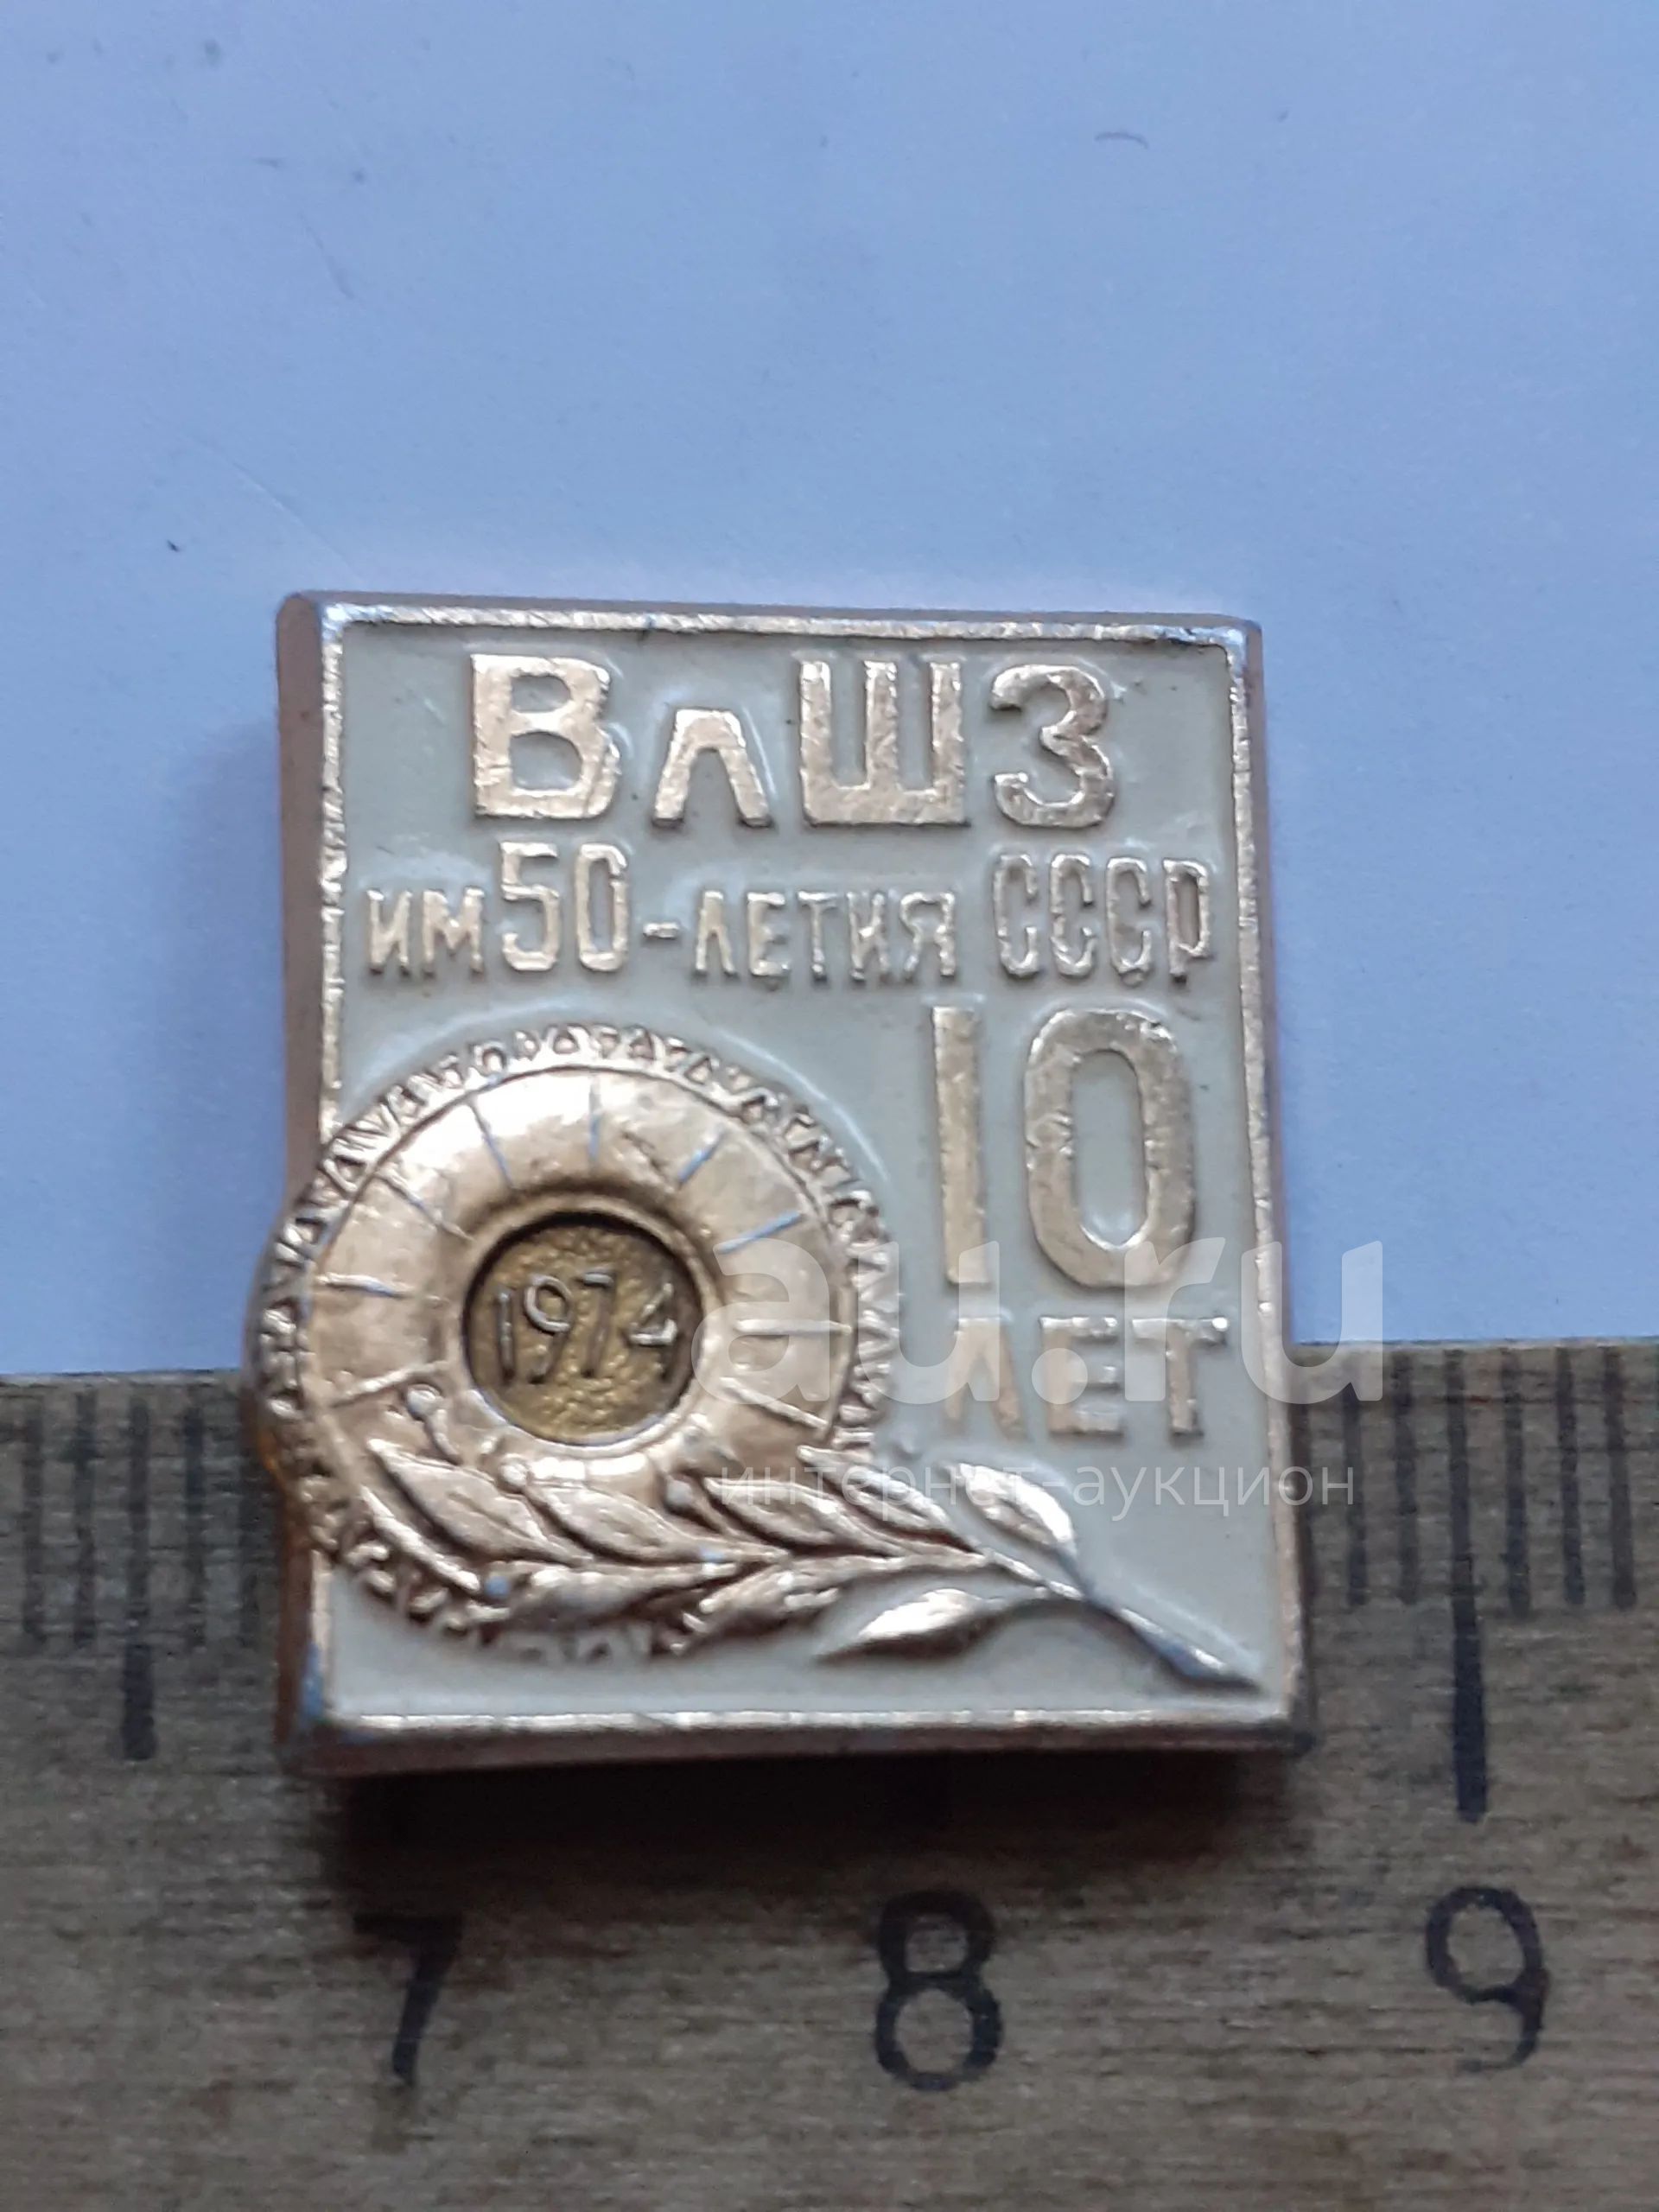 ВлШЗ
им 50-летия СССР
10
лет
1974
au.ru
интернет-аукцион
7 8 9